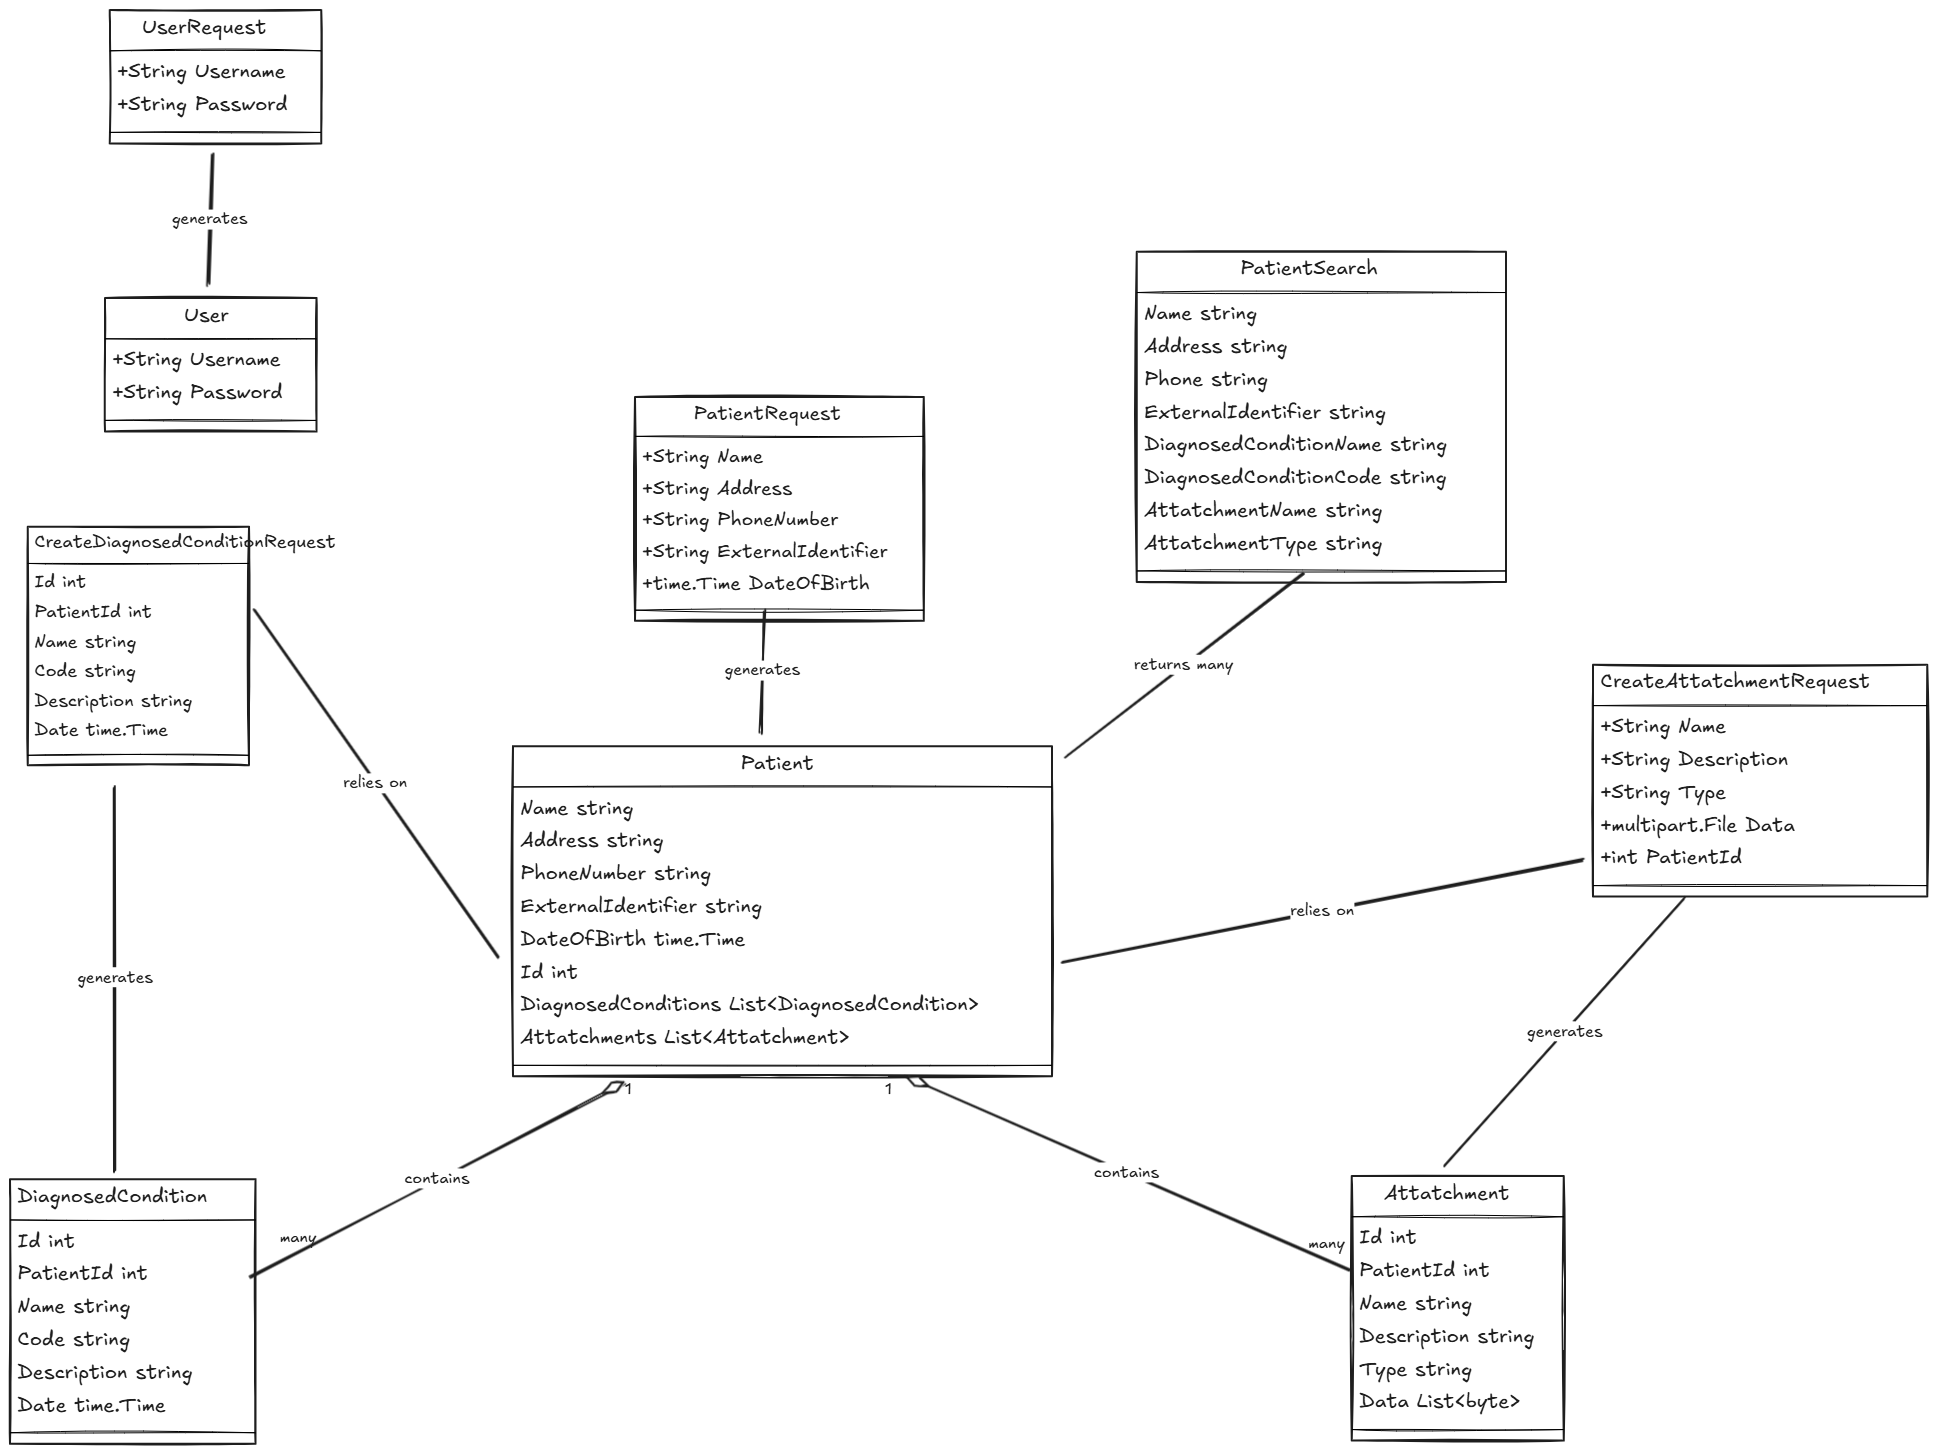 UserRequest
+String Username
+String Password
generates
User
+String Username
+String Password
PatientSearch
Name string
Address string
Phone string
ExternalIdentifier string
DiagnosedConditionName string
DiagnosedConditionCode string
AttatchmentName string
AttatchmentType string
PatientRequest
+String Name
+String Address
+String PhoneNumber
+String ExternalIdentifier
+time.Time DateOfBirth
CreateDiagnosedConditionRequest
Id int
PatientId int
Name string
Code string
Description string
Date time.Time
generates
returns many
relies on
CreateAttatchmentRequest
+String Name
+String Description
+String Type
+multipart.File Data
+int PatientId
Patient
Name string
Address string
PhoneNumber string
ExternalIdentifier string
DateOfBirth time.Time
Id int
DiagnosedConditions List<DiagnosedCondition>
Attatchments List<Attatchment>
relies on
generates
generates
1
1
contains
contains
many
many
DiagnosedCondition
Id int
PatientId int
Name string
Code string
Description string
Date time.Time
Attatchment
Id int
PatientId int
Name string
Description string
Type string
Data List<byte>